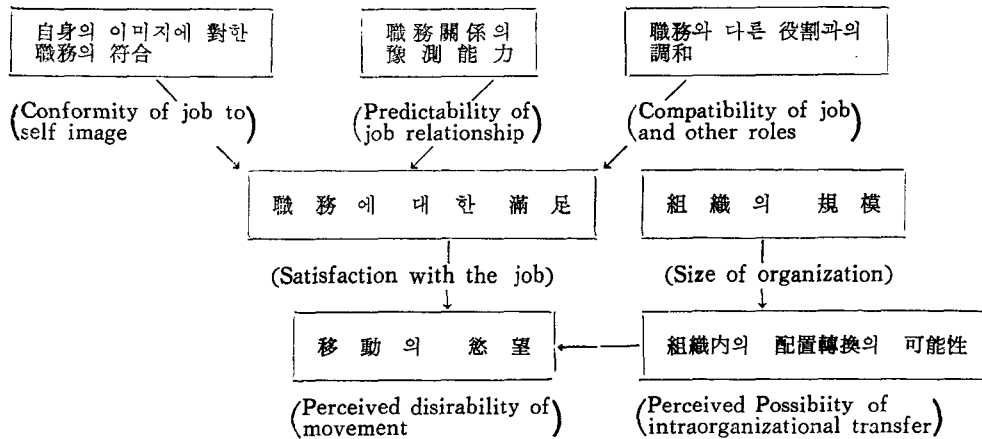 自身의 이미지에 對한
職務의 符合
職務關係의
豫測能力
職務와 다른 役割과의
調和
(Conformity of job to
self image)
(Predictability of
job relationship)
(Compatibility of job
and other roles)
職務에 대한 滿足
組織의 規模
(Satisfaction with the job)
(Size of organization)
移動의 慾望
組織內의 配置轉換의 可能性
(Perceived disirability of
movement)
(Perceived Possibiity of
intraorganizational transfer)